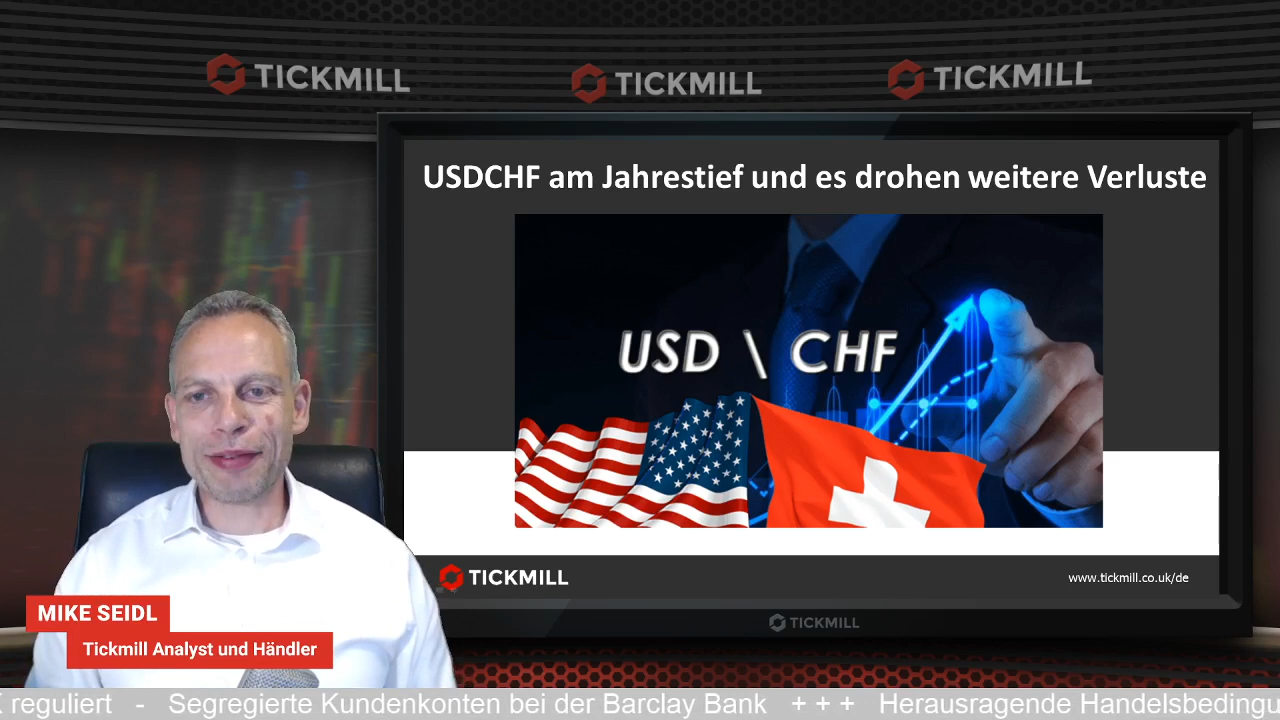 TICKMILL
TICKMILL
TICKMILL
USDCHF am Jahrestief und es drohen weitere Verluste
USD \ CHF
TICKMILL
www.tickmill.co.uk/de
TICKMILL
MIKE SEIDL
Tickmill Analyst und Händler
reguliert - Segregierte Kundenkonten bei der Barclay Bank + + + Herausragende